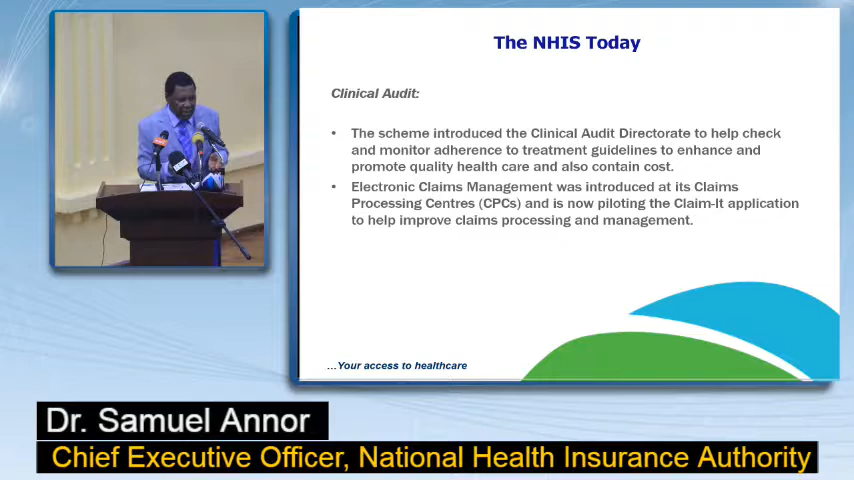 The NHIS Today
Clinical Audit:
• The scheme introduced the Clinical Audit Directorate to help check
and monitor adherence to treatment guidelines to enhance and
promote quality health care and also contain cost.
• Electronic Claims Management was introduced at its Claims
Processing Centres (CPCs) and is now piloting the Claim-It application
to help improve claims processing and management.
...Your access to healthcare
Dr. Samuel Annor
Chief Executive Officer, National Health Insurance Authority